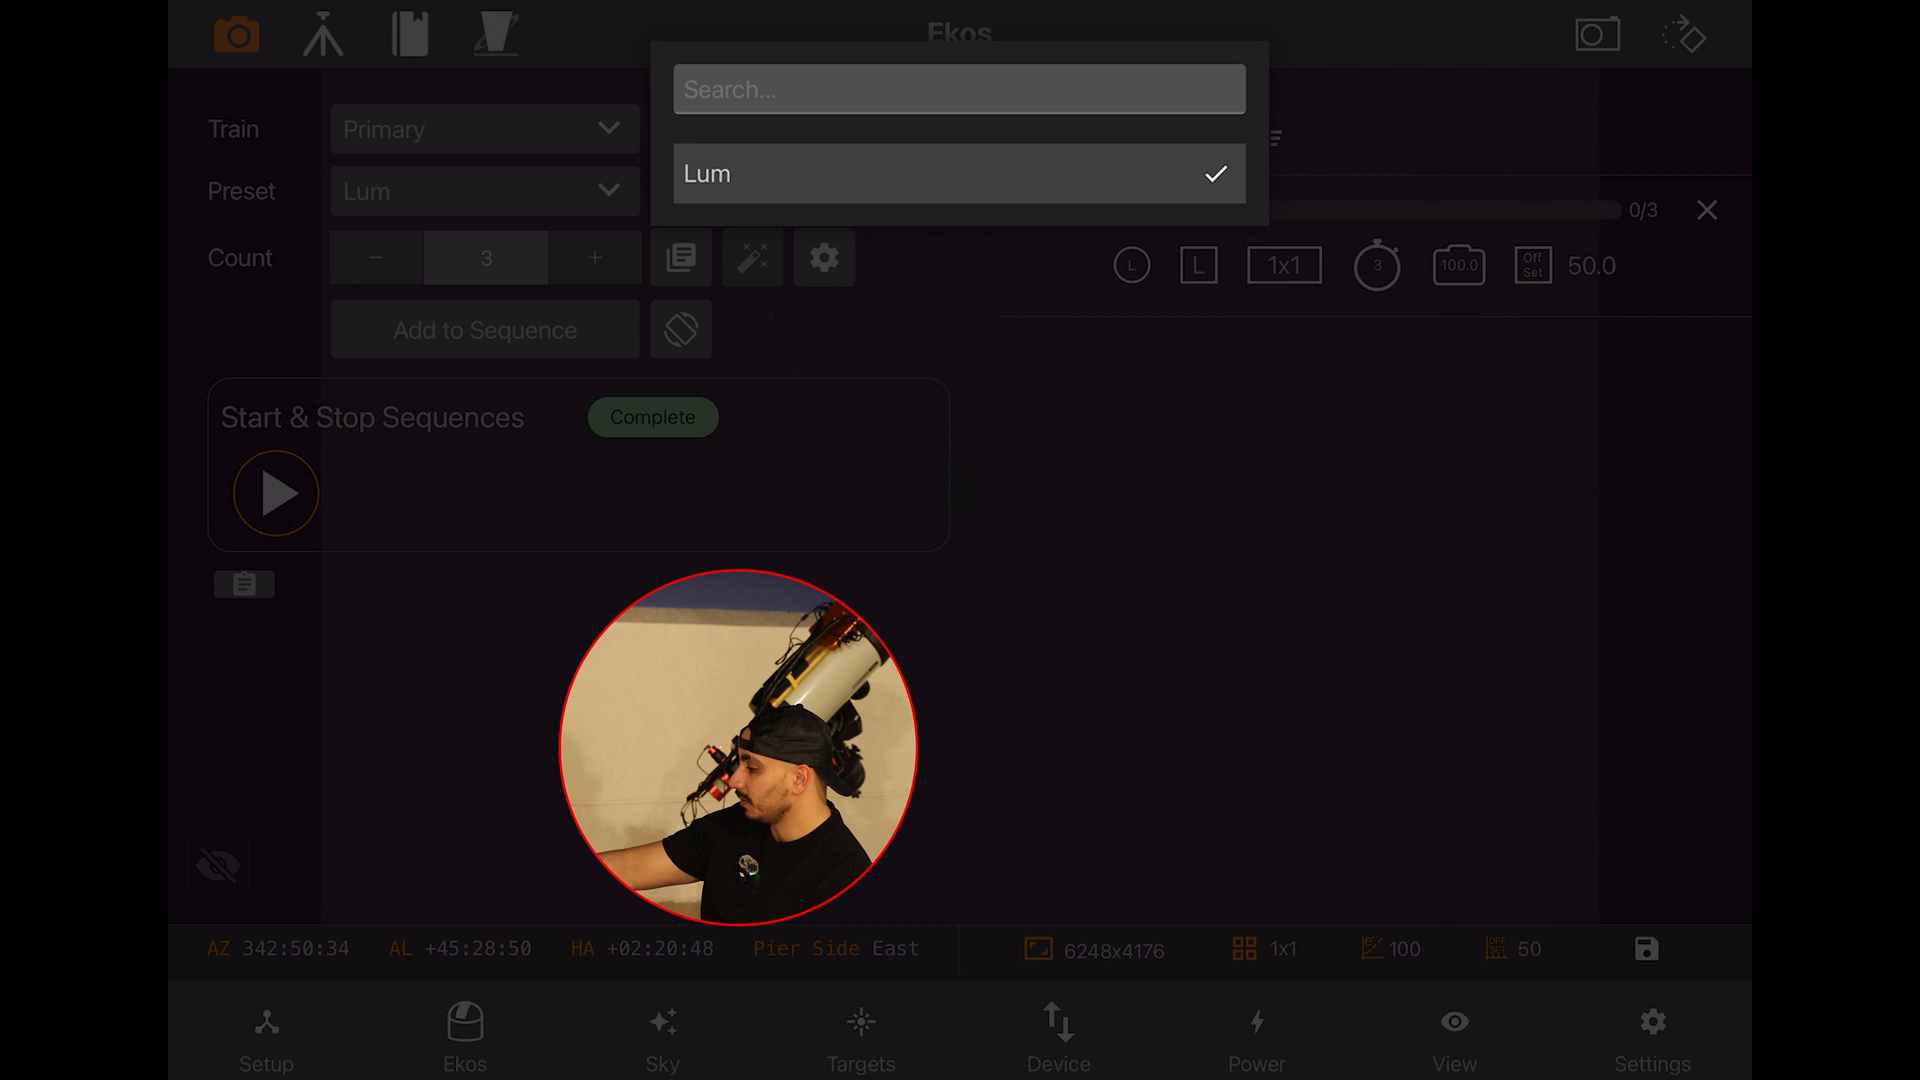 Ekos
Search...
Lum
Train
Primary
Preset
Lum
Count
− 3 +
Add to Sequence
0/3
L
L
1x1
3
100.0
Off
Set
50.0
Start & Stop Sequences
Complete
AZ 342:50:34
AL +45:28:50
HA +02:20:48
Pier Side East
6248x4176
1x1
e-/ 100
OFF
SET
50
Setup
Ekos
Sky
Targets
Device
Power
View
Settings